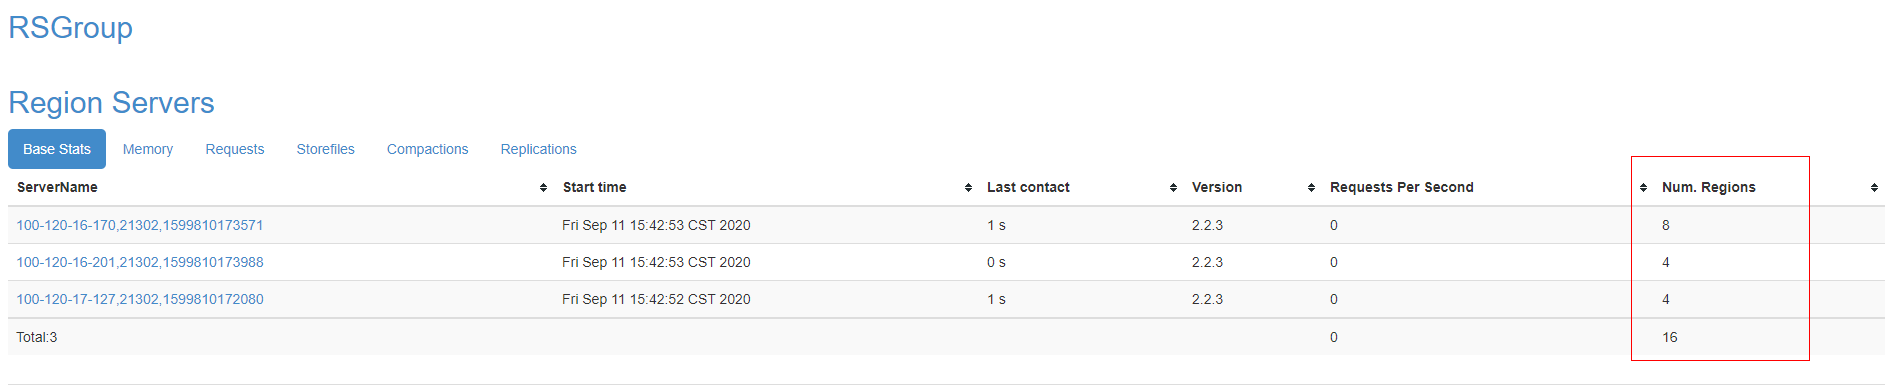 RSGroup
Region Servers
Base Stats Memory Requests Storefiles Compactions Replications
ServerName Start time Last contact Version Requests Per Second Num. Regions
100-120-16-170,21302,1599810173571 Fri Sep 11 15:42:53 CST 2020 1 s 2.2.3 0 8
100-120-16-201,21302,1599810173988 Fri Sep 11 15:42:53 CST 2020 0 s 2.2.3 0 4
100-120-17-127,21302,1599810172080 Fri Sep 11 15:42:52 CST 2020 1 s 2.2.3 0 4
Total:3 0 16